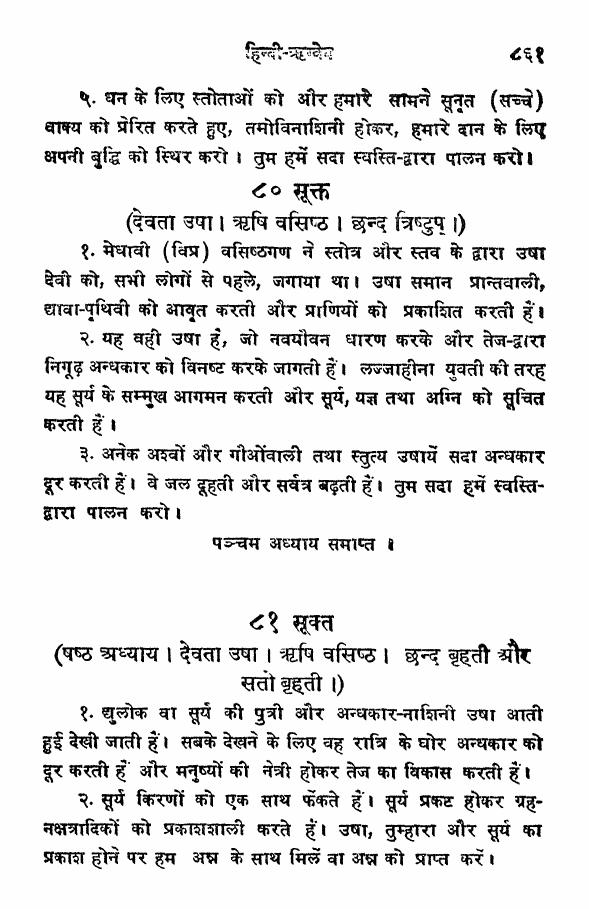 हिन्दी-ऋग्वेद ८६१
५. धन के लिए स्तोताओं को और हमारे सामने सूनृत (सच्चे)
वाक्य को प्रेरित करते हुए, तमोविनाशिनी होकर, हमारे दान के लिए
अपनी बुद्धि को स्थिर करो। तुम हमें सदा स्वस्ति-द्वारा पालन करो।
८० सूक्त
(देवता उषा। ऋषि वसिष्ठ। छन्द त्रिष्टुप्।)
१. मेधावी (विप्र) वसिष्ठगण ने स्तोत्र और स्तव के द्वारा उषा
देवी को, सभी लोगों से पहले, जगाया था। उषा समान प्रान्तवाली,
द्यावा-पृथिवी को आवृत करती और प्राणियों को प्रकाशित करती हैं।
२. यह वही उषा हैं, जो नवयौवन धारण करके और तेज-द्वारा
निगूढ़ अन्धकार को विनष्ट करके जागती हैं। लज्जाहीना युवती की तरह
यह सूर्य के सम्मुख आगमन करती और सूर्य, यज्ञ तथा अग्नि को सूचित
करती हैं।
३. अनेक अश्वों और गौओंवाली तथा स्तुत्य उषायें सदा अन्धकार
दूर करती हैं। वे जल दूहती और सर्वत्र बढ़ती हैं। तुम सदा हमें स्वस्ति-
द्वारा पालन करो।
पञ्चम अध्याय समाप्त।
८१ सूक्त
(षष्ठ अध्याय। देवता उषा। ऋषि वसिष्ठ। छन्द बृहती और
सतो बृहती।)
१. द्युलोक वा सूर्य की पुत्री और अन्धकार-नाशिनी उषा आती
हुई देखी जाती हैं। सबके देखने के लिए वह रात्रि के घोर अन्धकार को
दूर करती हैं और मनुष्यों की नेत्री होकर तेज का विकास करती हैं।
२. सूर्य किरणों को एक साथ फेंकते हैं। सूर्य प्रकट होकर ग्रह-
नक्षत्रादिकों को प्रकाशशाली करते हैं। उषा, तुम्हारा और सूर्य का
प्रकाश होने पर हम अन्न के साथ मिलें वा अन्न को प्राप्त करें।